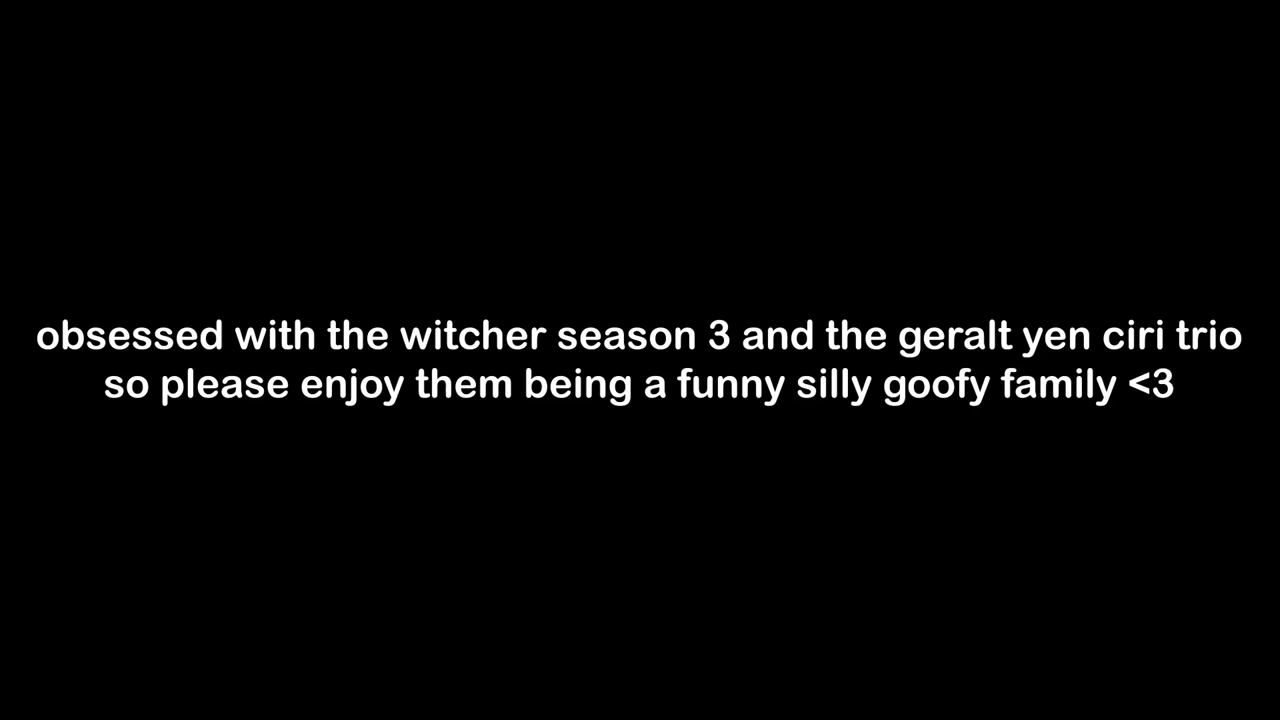 obsessed with the witcher season 3 and the geralt yen ciri trio
so please enjoy them being a funny silly goofy family <3